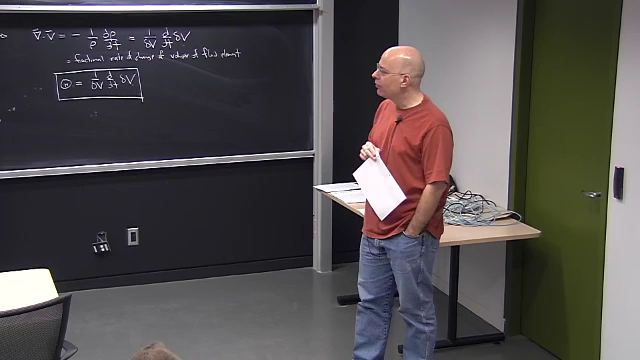 ∇⃗·V⃗ = - 1/ρ dρ/dt = 1/δV d/dt δV
= fractional rate of change of volume of fluid element
Ⓗ = 1/δV d/dt δV